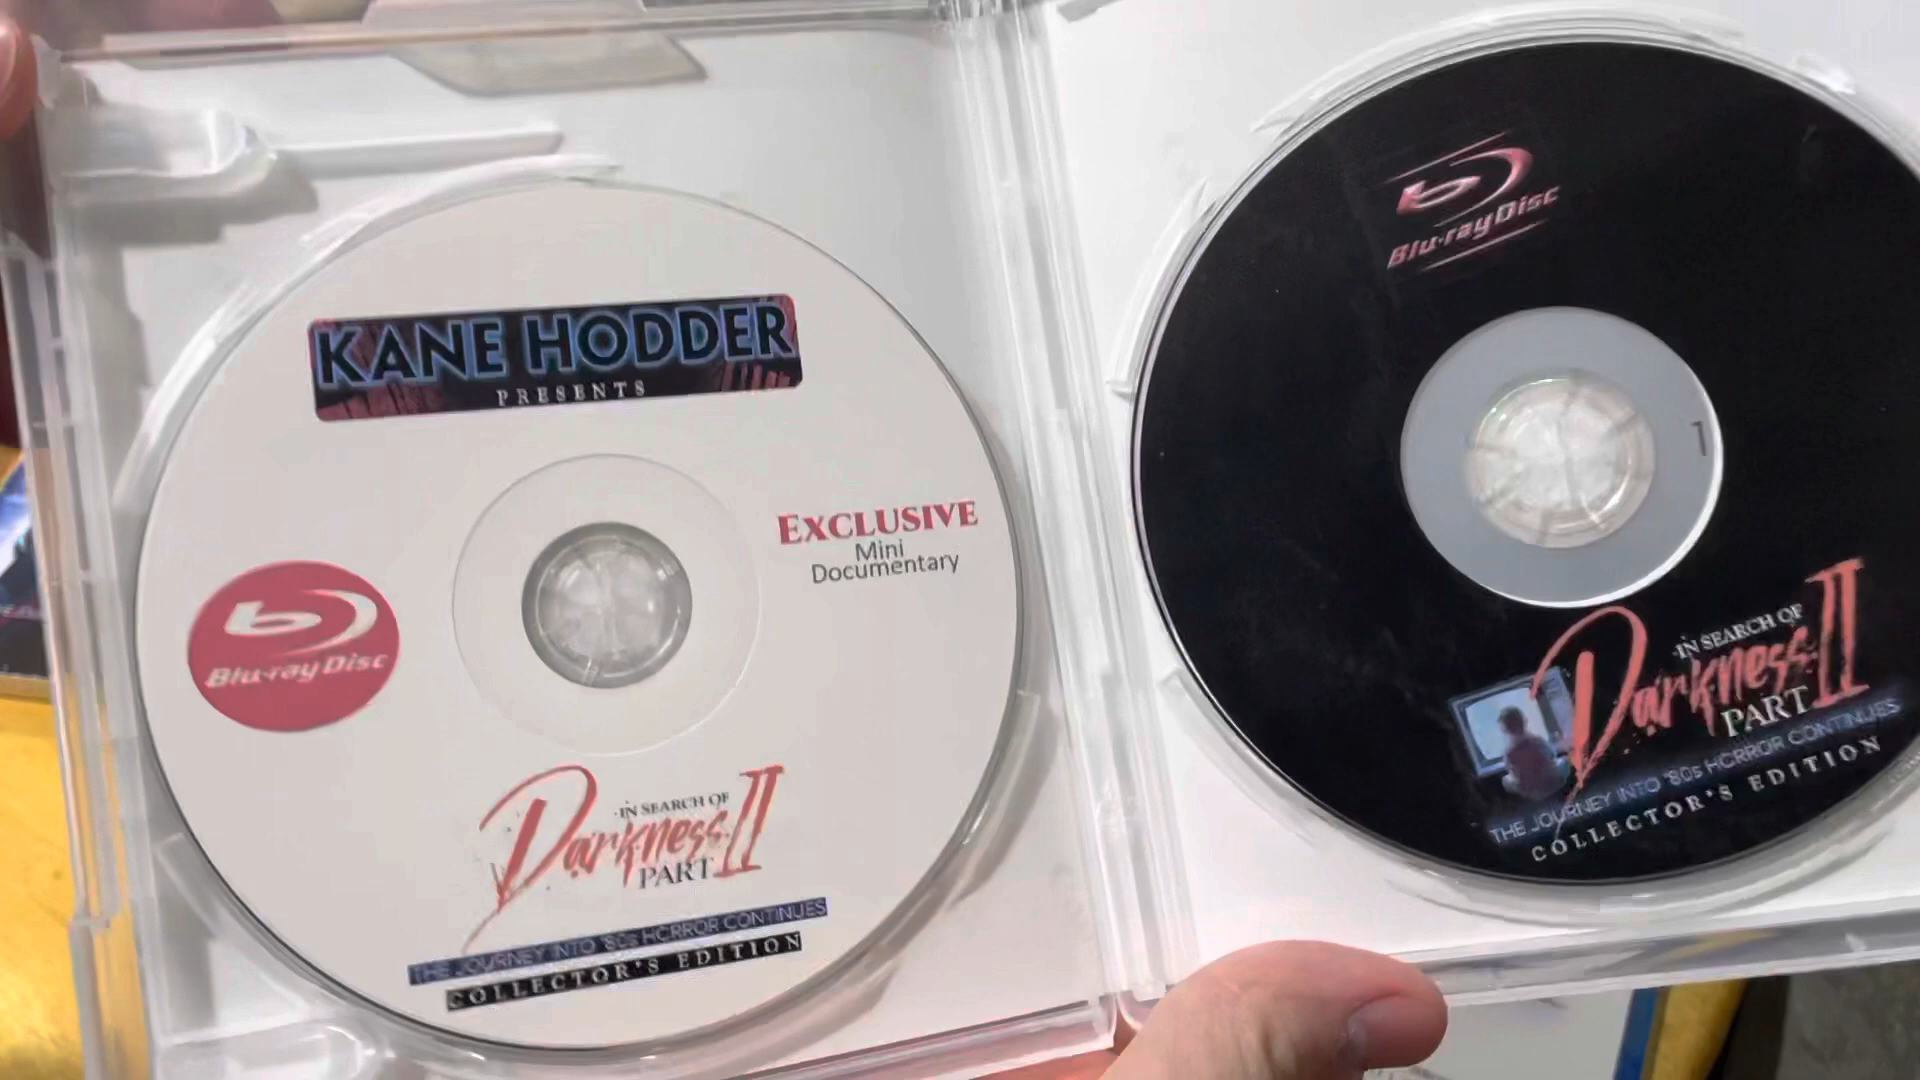 KANE HODDER
PRESENTS
EXCLUSIVE
Mini
Documentary
Blu-ray Disc
IN SEARCH OF
Darkness II
PART
THE JOURNEY INTO '80s HORROR CONTINUES
COLLECTOR'S EDITION
Blu-ray Disc
1
IN SEARCH OF
Darkness II
PART
THE JOURNEY INTO '80s HORROR CONTINUES
COLLECTOR'S EDITION